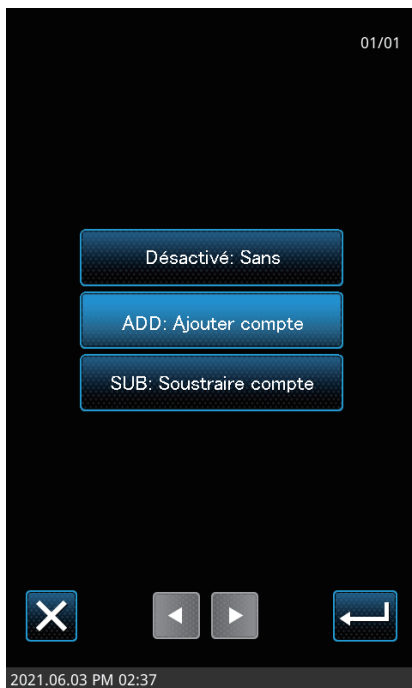 01/01
Désactivé: Sans
ADD: Ajouter compte
SUB: Soustraire compte
2021.06.03 PM 02:37